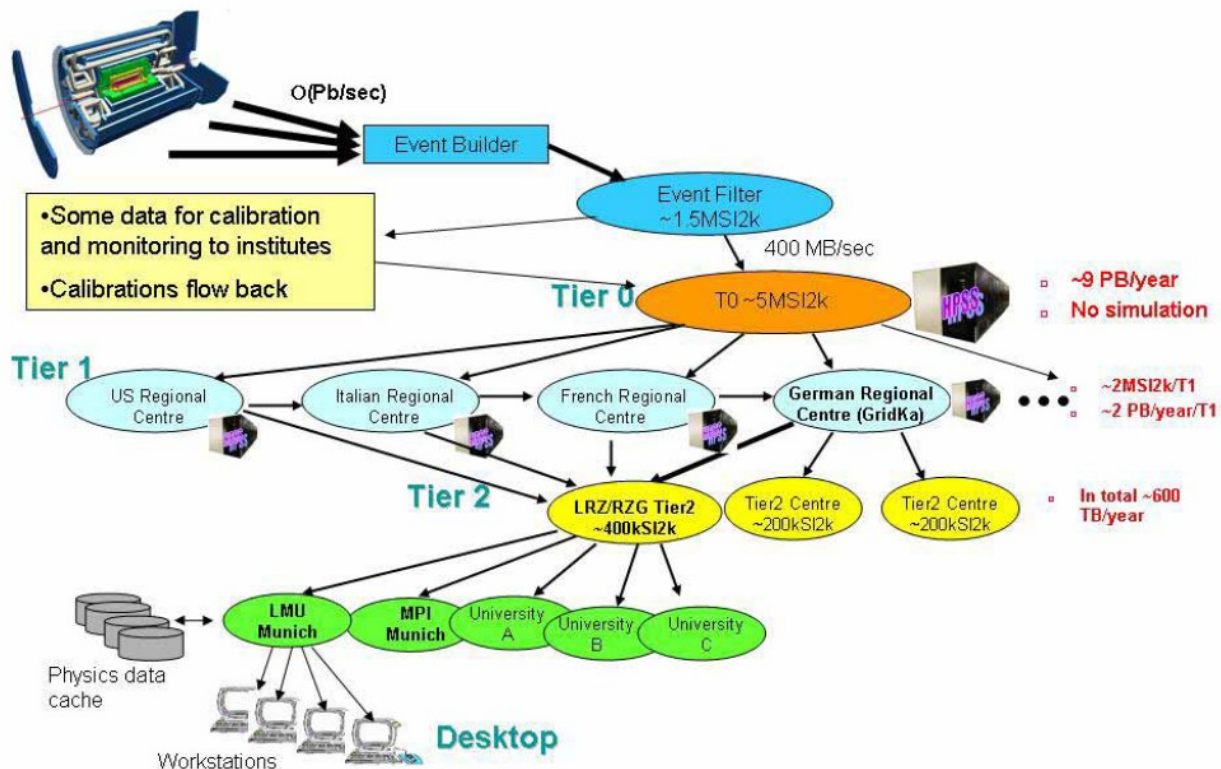 O(Pb/sec)
Event Builder
Event Filter
~1.5MSI2k
•Some data for calibration
and monitoring to institutes
•Calibrations flow back
400 MB/sec
Tier 0
T0 ~5MSI2k
HPSS
~9 PB/year
No simulation
Tier 1
US Regional
Centre
HPSS
Italian Regional
Centre
HPSS
French Regional
Centre
HPSS
German Regional
Centre (GridKa)
HPSS
~2MSI2k/T1
~2 PB/year/T1
Tier 2
LRZ/RZG Tier2
~400kSI2k
Tier2 Centre
~200kSI2k
Tier2 Centre
~200kSI2k
In total ~600
TB/year
LMU
Munich
MPI
Munich
University
A
University
B
University
C
Physics data
cache
Desktop
Workstations